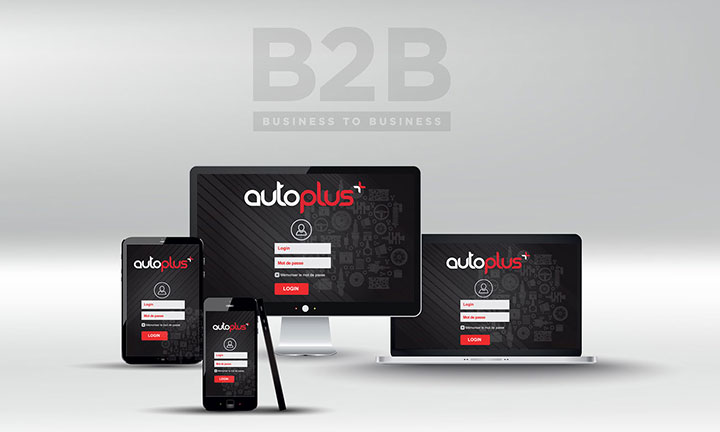 B2B
BUSINESS TO BUSINESS
autoplus+
Login
Mot de passe
Mémoriser le mot de passe
LOGIN
autoplus+
Login
Mot de passe
Mémoriser le mot de passe
LOGIN
autoplus+
Login
Mot de passe
Mémoriser le mot de passe
LOGIN
autoplus+
Login
Mot de passe
Mémoriser le mot de passe
LOGIN